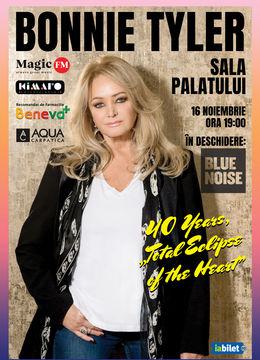 BONNIE TYLER
Magic FM
SALA
PALATULUI
КІМАГО
Recomandat de Farmaciile
beneva+
16 NOIEMBRIE
ORA 19:00
AQUA
CARPATICA
ÎN DESCHIDERE:
BLUE
NOISE
40 Years,
„Total Eclipse
of the Heart"
iabilet